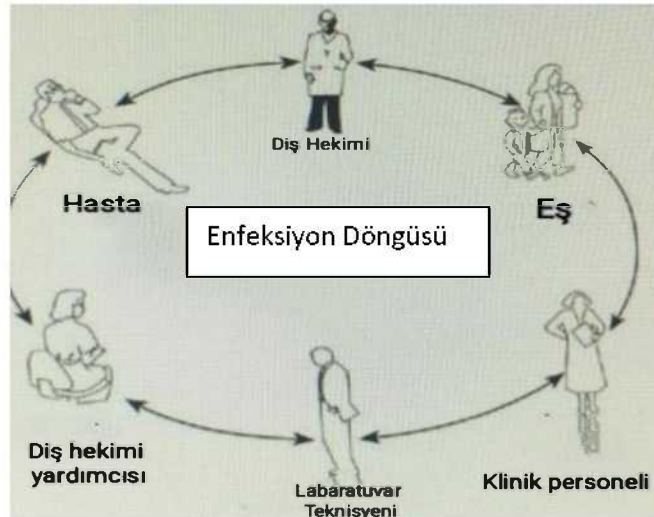 Diş Hekimi
Hasta
Eş
Enfeksiyon Döngüsü
Diş hekimi
yardımcısı
Labaratuvar
Teknisyeni
Klinik personeli